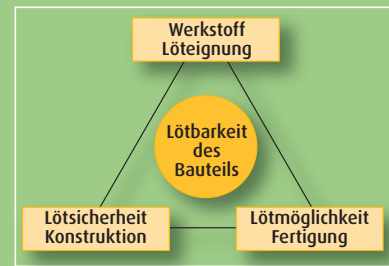 Werkstoff
Löteignung
Lötbarkeit
des
Bauteils
Lötsicherheit
Konstruktion
Lötmöglichkeit
Fertigung